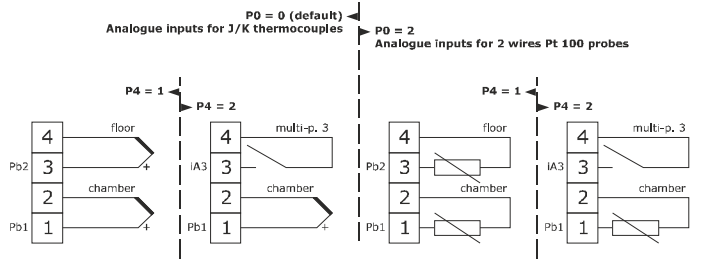 P0 = 0 (default)
Analogue inputs for J/K thermocouples
P0 = 2
Analogue inputs for 2 wires Pt 100 probes
P4 = 1
P4 = 2
P4 = 1
P4 = 2
4
floor
Pb2
3
+
2
chamber
Pb1
1
+
4
multi-p. 3
iA3
3
2
chamber
Pb1
1
+
4
floor
Pb2
3
2
chamber
Pb1
1
4
multi-p. 3
iA3
3
2
chamber
Pb1
1